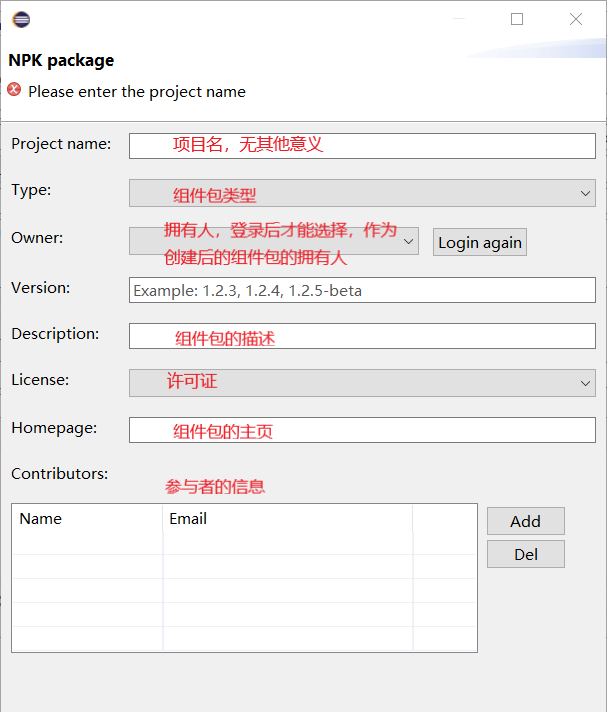 NPK package
Please enter the project name
Project name: 项目名，无其他意义
Type: 组件包类型
Owner: 拥有人，登录后才能选择，作为
创建后的组件包的拥有人 Login again
Version: Example: 1.2.3, 1.2.4, 1.2.5-beta
Description: 组件包的描述
License: 许可证
Homepage: 组件包的主页
Contributors:
参与者的信息
Name Email
Add
Del